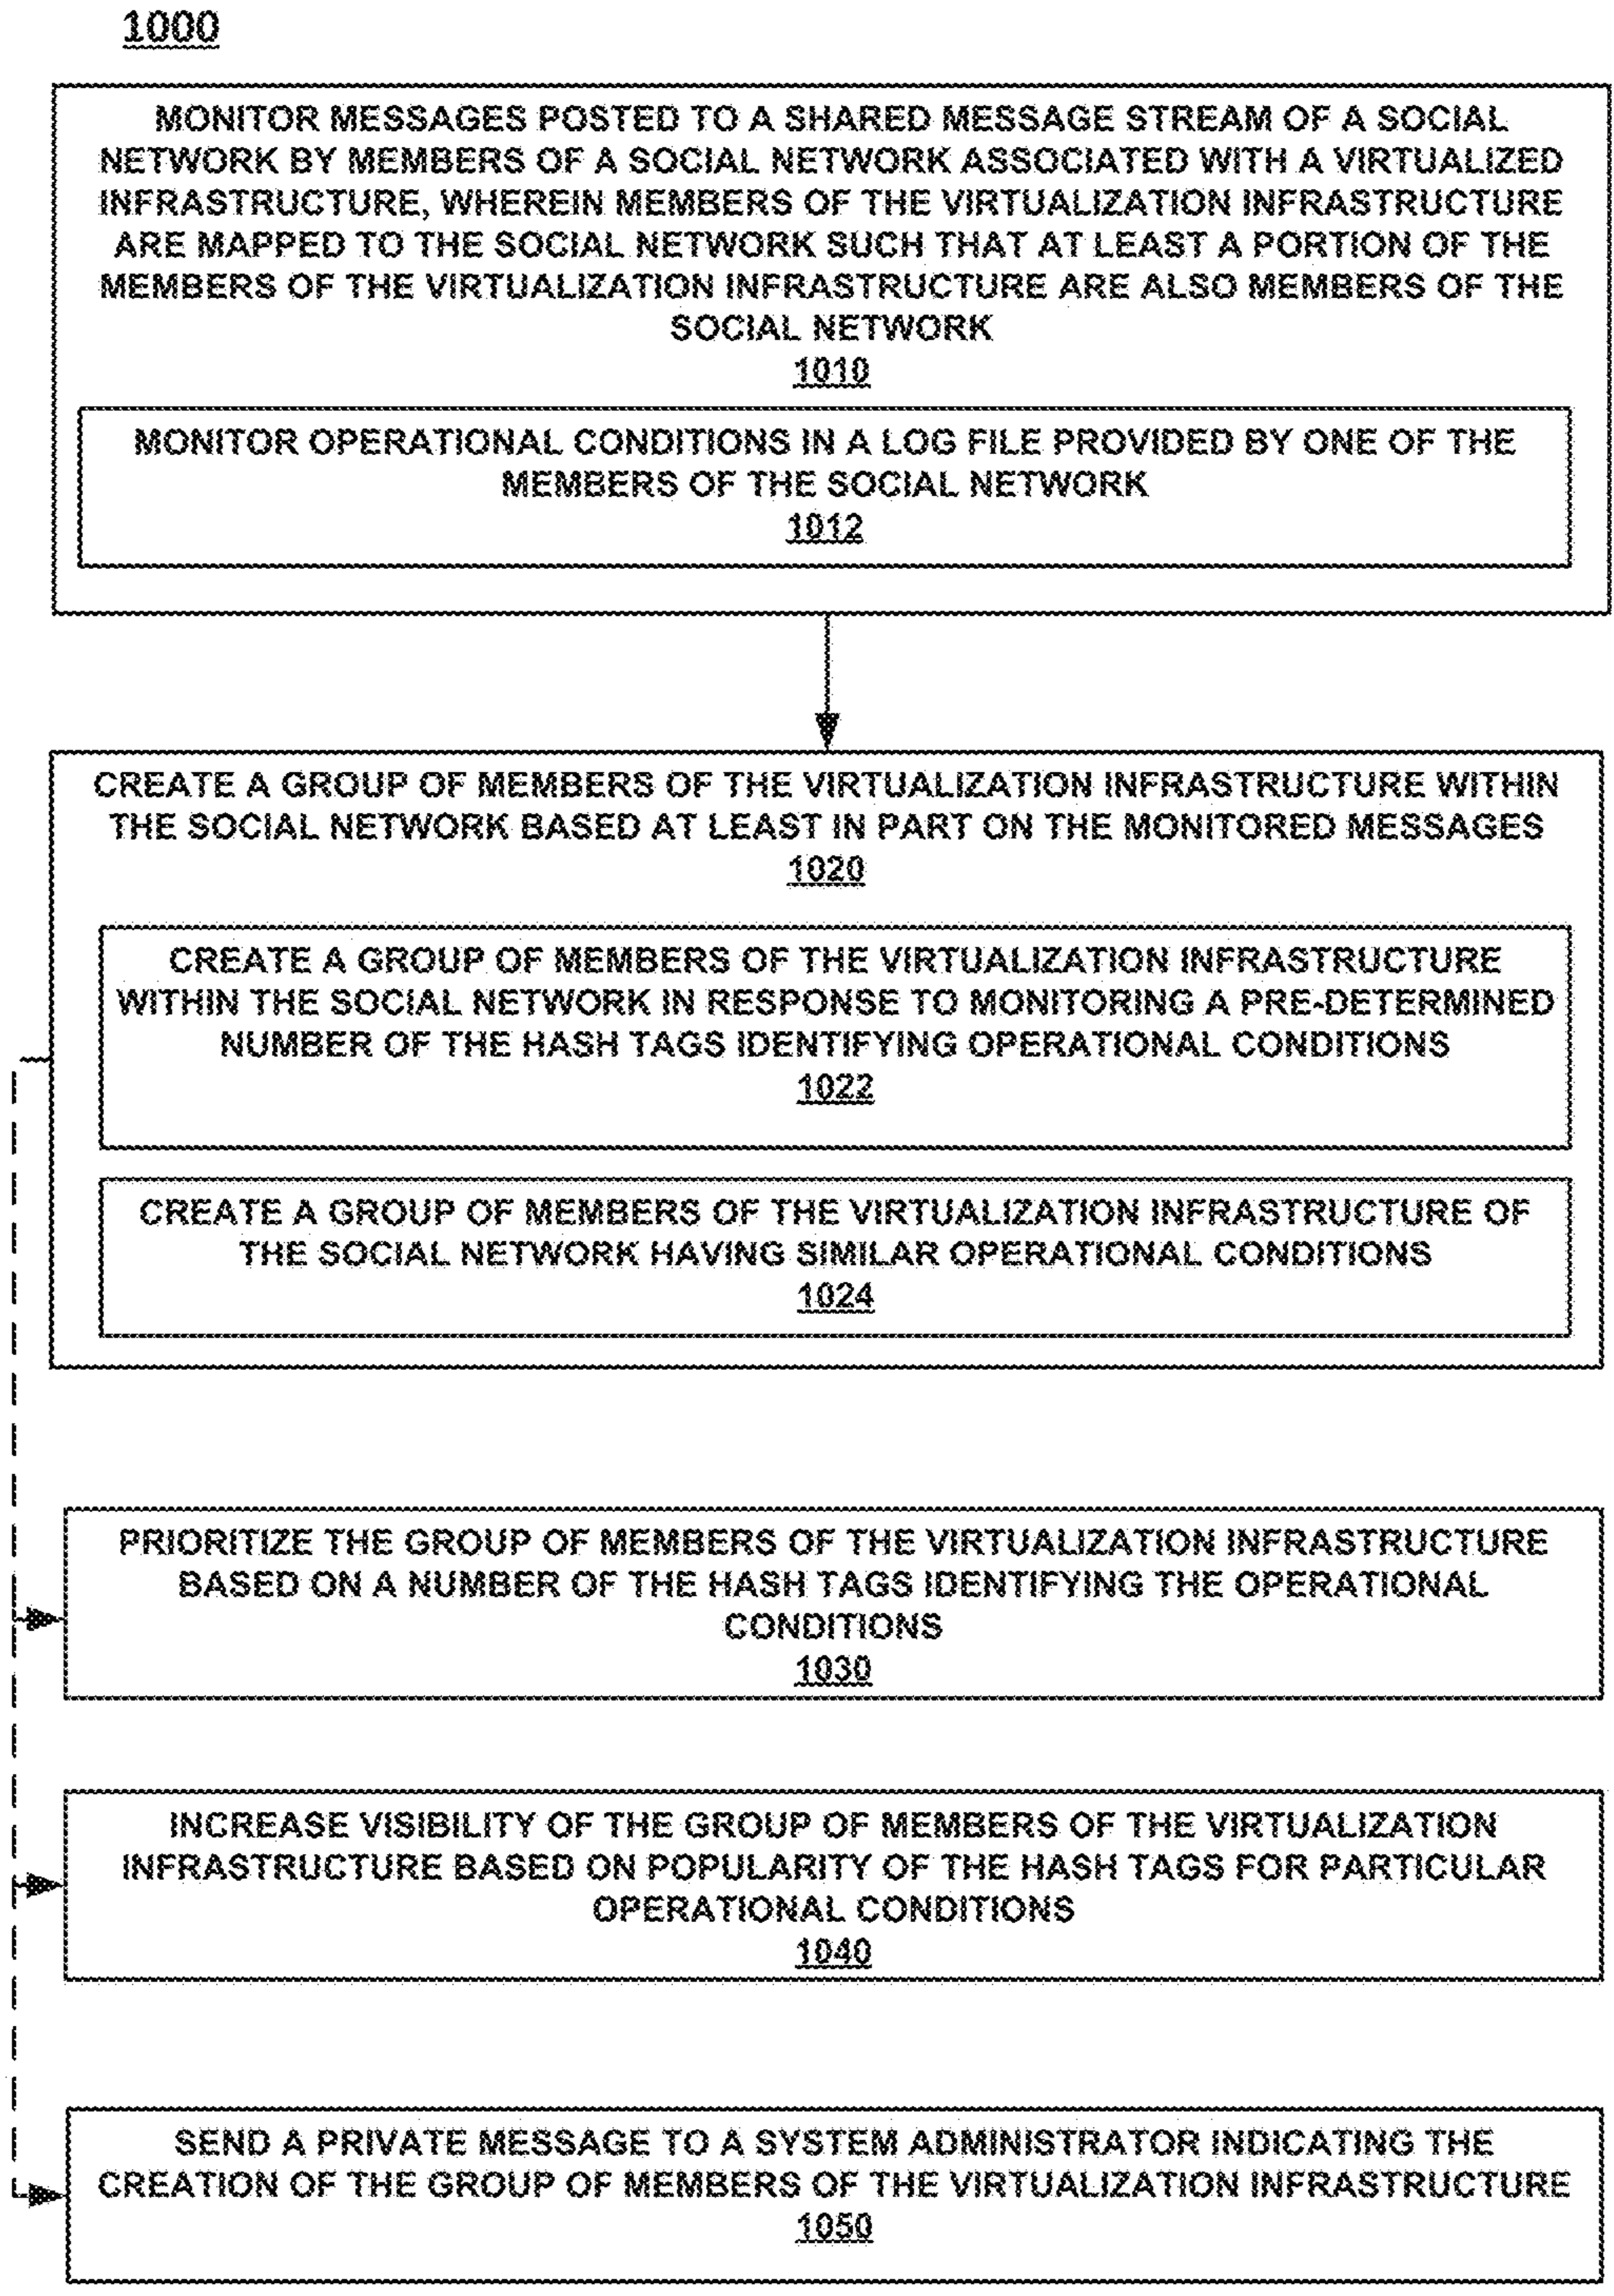 1000
MONITOR MESSAGES POSTED TO A SHARED MESSAGE STREAM OF A SOCIAL
NETWORK BY MEMBERS OF A SOCIAL NETWORK ASSOCIATED WITH A VIRTUALIZED
INFRASTRUCTURE, WHEREIN MEMBERS OF THE VIRTUALIZATION INFRASTRUCTURE
ARE MAPPED TO THE SOCIAL NETWORK SUCH THAT AT LEAST A PORTION OF THE
MEMBERS OF THE VIRTUALIZATION INFRASTRUCTURE ARE ALSO MEMBERS OF THE
SOCIAL NETWORK
1010
MONITOR OPERATIONAL CONDITIONS IN A LOG FILE PROVIDED BY ONE OF THE
MEMBERS OF THE SOCIAL NETWORK
1012
CREATE A GROUP OF MEMBERS OF THE VIRTUALIZATION INFRASTRUCTURE WITHIN
THE SOCIAL NETWORK BASED AT LEAST IN PART ON THE MONITORED MESSAGES
1020
CREATE A GROUP OF MEMBERS OF THE VIRTUALIZATION INFRASTRUCTURE
WITHIN THE SOCIAL NETWORK IN RESPONSE TO MONITORING A PRE-DETERMINED
NUMBER OF THE HASH TAGS IDENTIFYING OPERATIONAL CONDITIONS
1022
CREATE A GROUP OF MEMBERS OF THE VIRTUALIZATION INFRASTRUCTURE OF
THE SOCIAL NETWORK HAVING SIMILAR OPERATIONAL CONDITIONS
1024
PRIORITIZE THE GROUP OF MEMBERS OF THE VIRTUALIZATION INFRASTRUCTURE
BASED ON A NUMBER OF THE HASH TAGS IDENTIFYING THE OPERATIONAL
CONDITIONS
1030
INCREASE VISIBILITY OF THE GROUP OF MEMBERS OF THE VIRTUALIZATION
INFRASTRUCTURE BASED ON POPULARITY OF THE HASH TAGS FOR PARTICULAR
OPERATIONAL CONDITIONS
1040
SEND A PRIVATE MESSAGE TO A SYSTEM ADMINISTRATOR INDICATING THE
CREATION OF THE GROUP OF MEMBERS OF THE VIRTUALIZATION INFRASTRUCTURE
1050